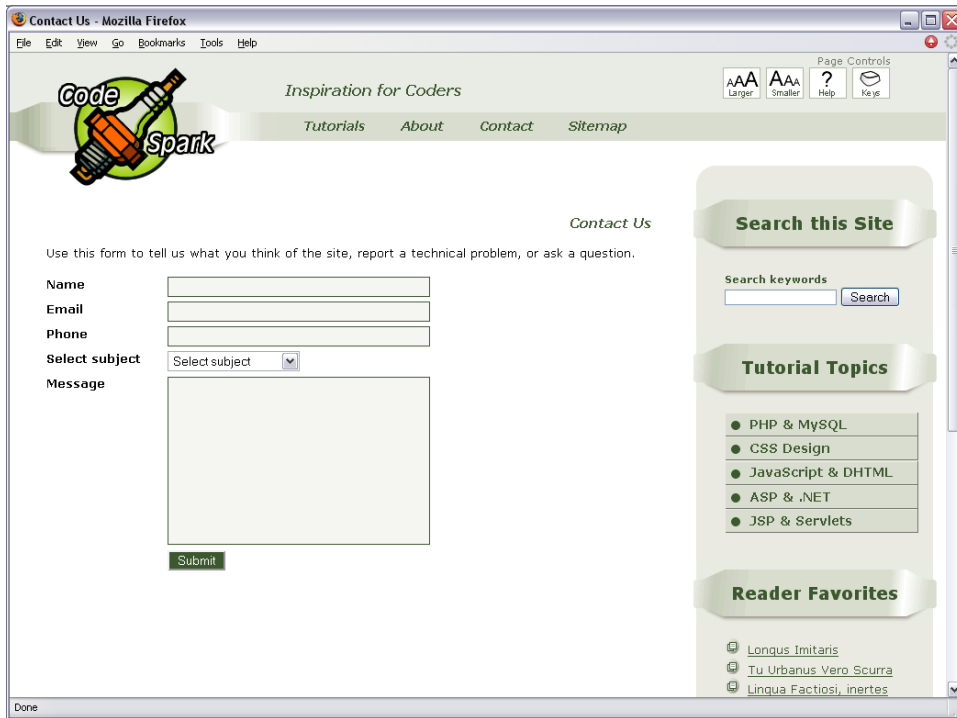 Contact Us - Mozilla Firefox
File Edit View Go Bookmarks Tools Help
Page Controls
AAA Larger
AAA Smaller
? Help
Keys
Code Spark
Inspiration for Coders
Tutorials About Contact Sitemap
Contact Us
Use this form to tell us what you think of the site, report a technical problem, or ask a question.
Name
Email
Phone
Select subject Select subject
Message
Submit
Search this Site
Search keywords
Search
Tutorial Topics
PHP & MySQL
CSS Design
JavaScript & DHTML
ASP & .NET
JSP & Servlets
Reader Favorites
Longus Imitaris
Tu Urbanus Vero Scurra
Lingua Factiosi, inertes
Done